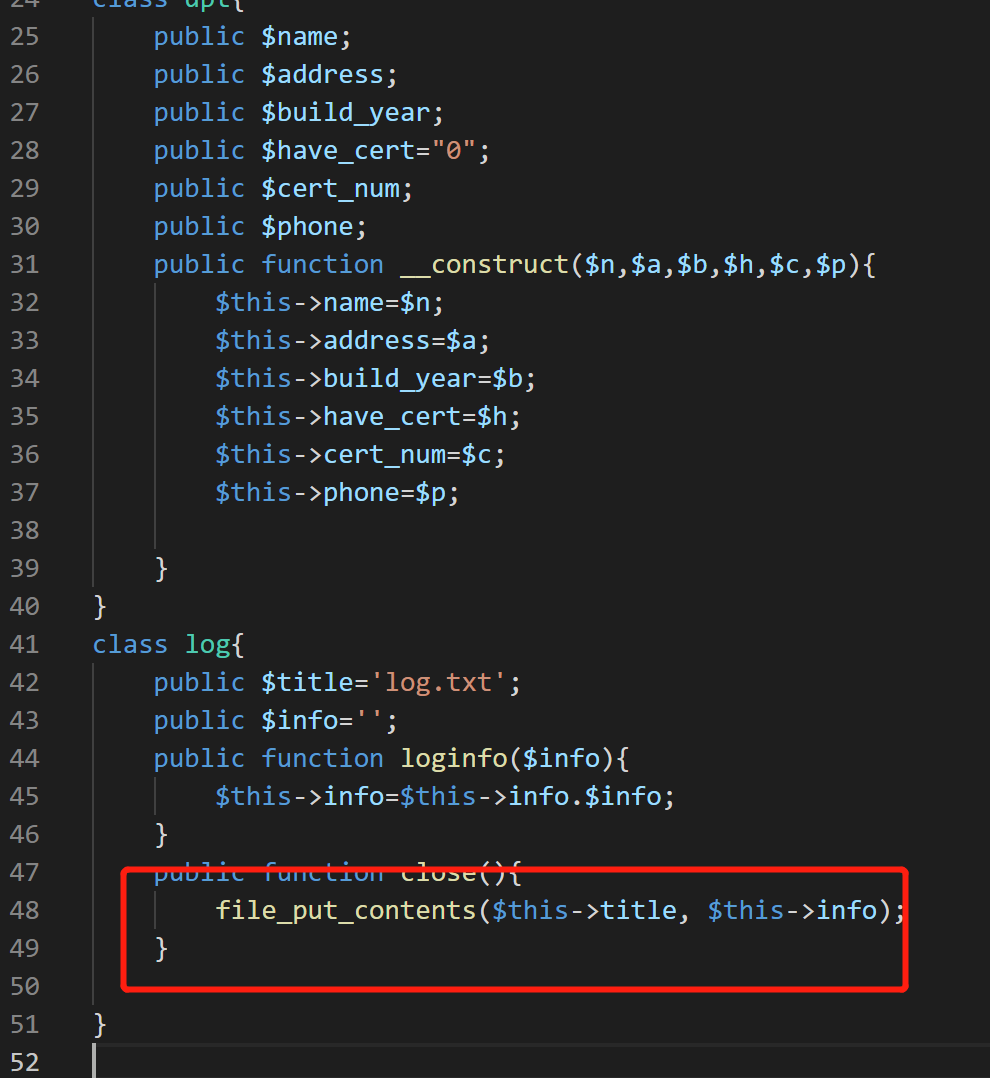 24 class dpt{
25 public $name;
26 public $address;
27 public $build_year;
28 public $have_cert="0";
29 public $cert_num;
30 public $phone;
31 public function __construct($n,$a,$b,$h,$c,$p){
32 $this->name=$n;
33 $this->address=$a;
34 $this->build_year=$b;
35 $this->have_cert=$h;
36 $this->cert_num=$c;
37 $this->phone=$p;
38
39 }
40 }
41 class log{
42 public $title='log.txt';
43 public $info='';
44 public function loginfo($info){
45 $this->info=$this->info.$info;
46 }
47 public function close(){
48 file_put_contents($this->title, $this->info);
49 }
50
51 }
52